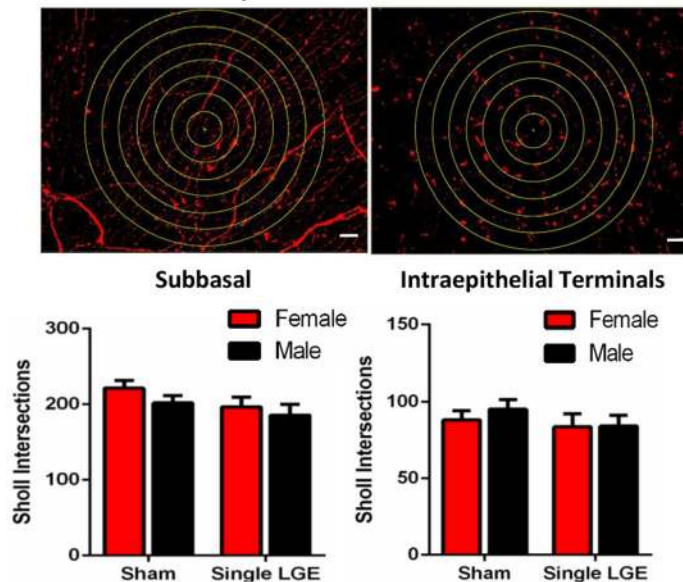 Subbasal
Intraepithelial Terminals
Female
Male
300
200
100
0
Sholl Intersections
Sham
Single LGE
Female
Male
150
100
50
0
Sholl Intersections
Sham
Single LGE